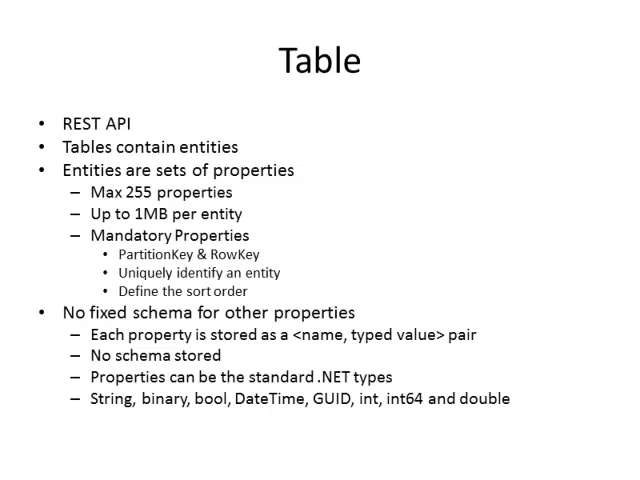 Table
• REST API
• Tables contain entities
• Entities are sets of properties
– Max 255 properties
– Up to 1MB per entity
– Mandatory Properties
• PartitionKey & RowKey
• Uniquely identify an entity
• Define the sort order
• No fixed schema for other properties
– Each property is stored as a <name, typed value> pair
– No schema stored
– Properties can be the standard .NET types
– String, binary, bool, DateTime, GUID, int, int64 and double